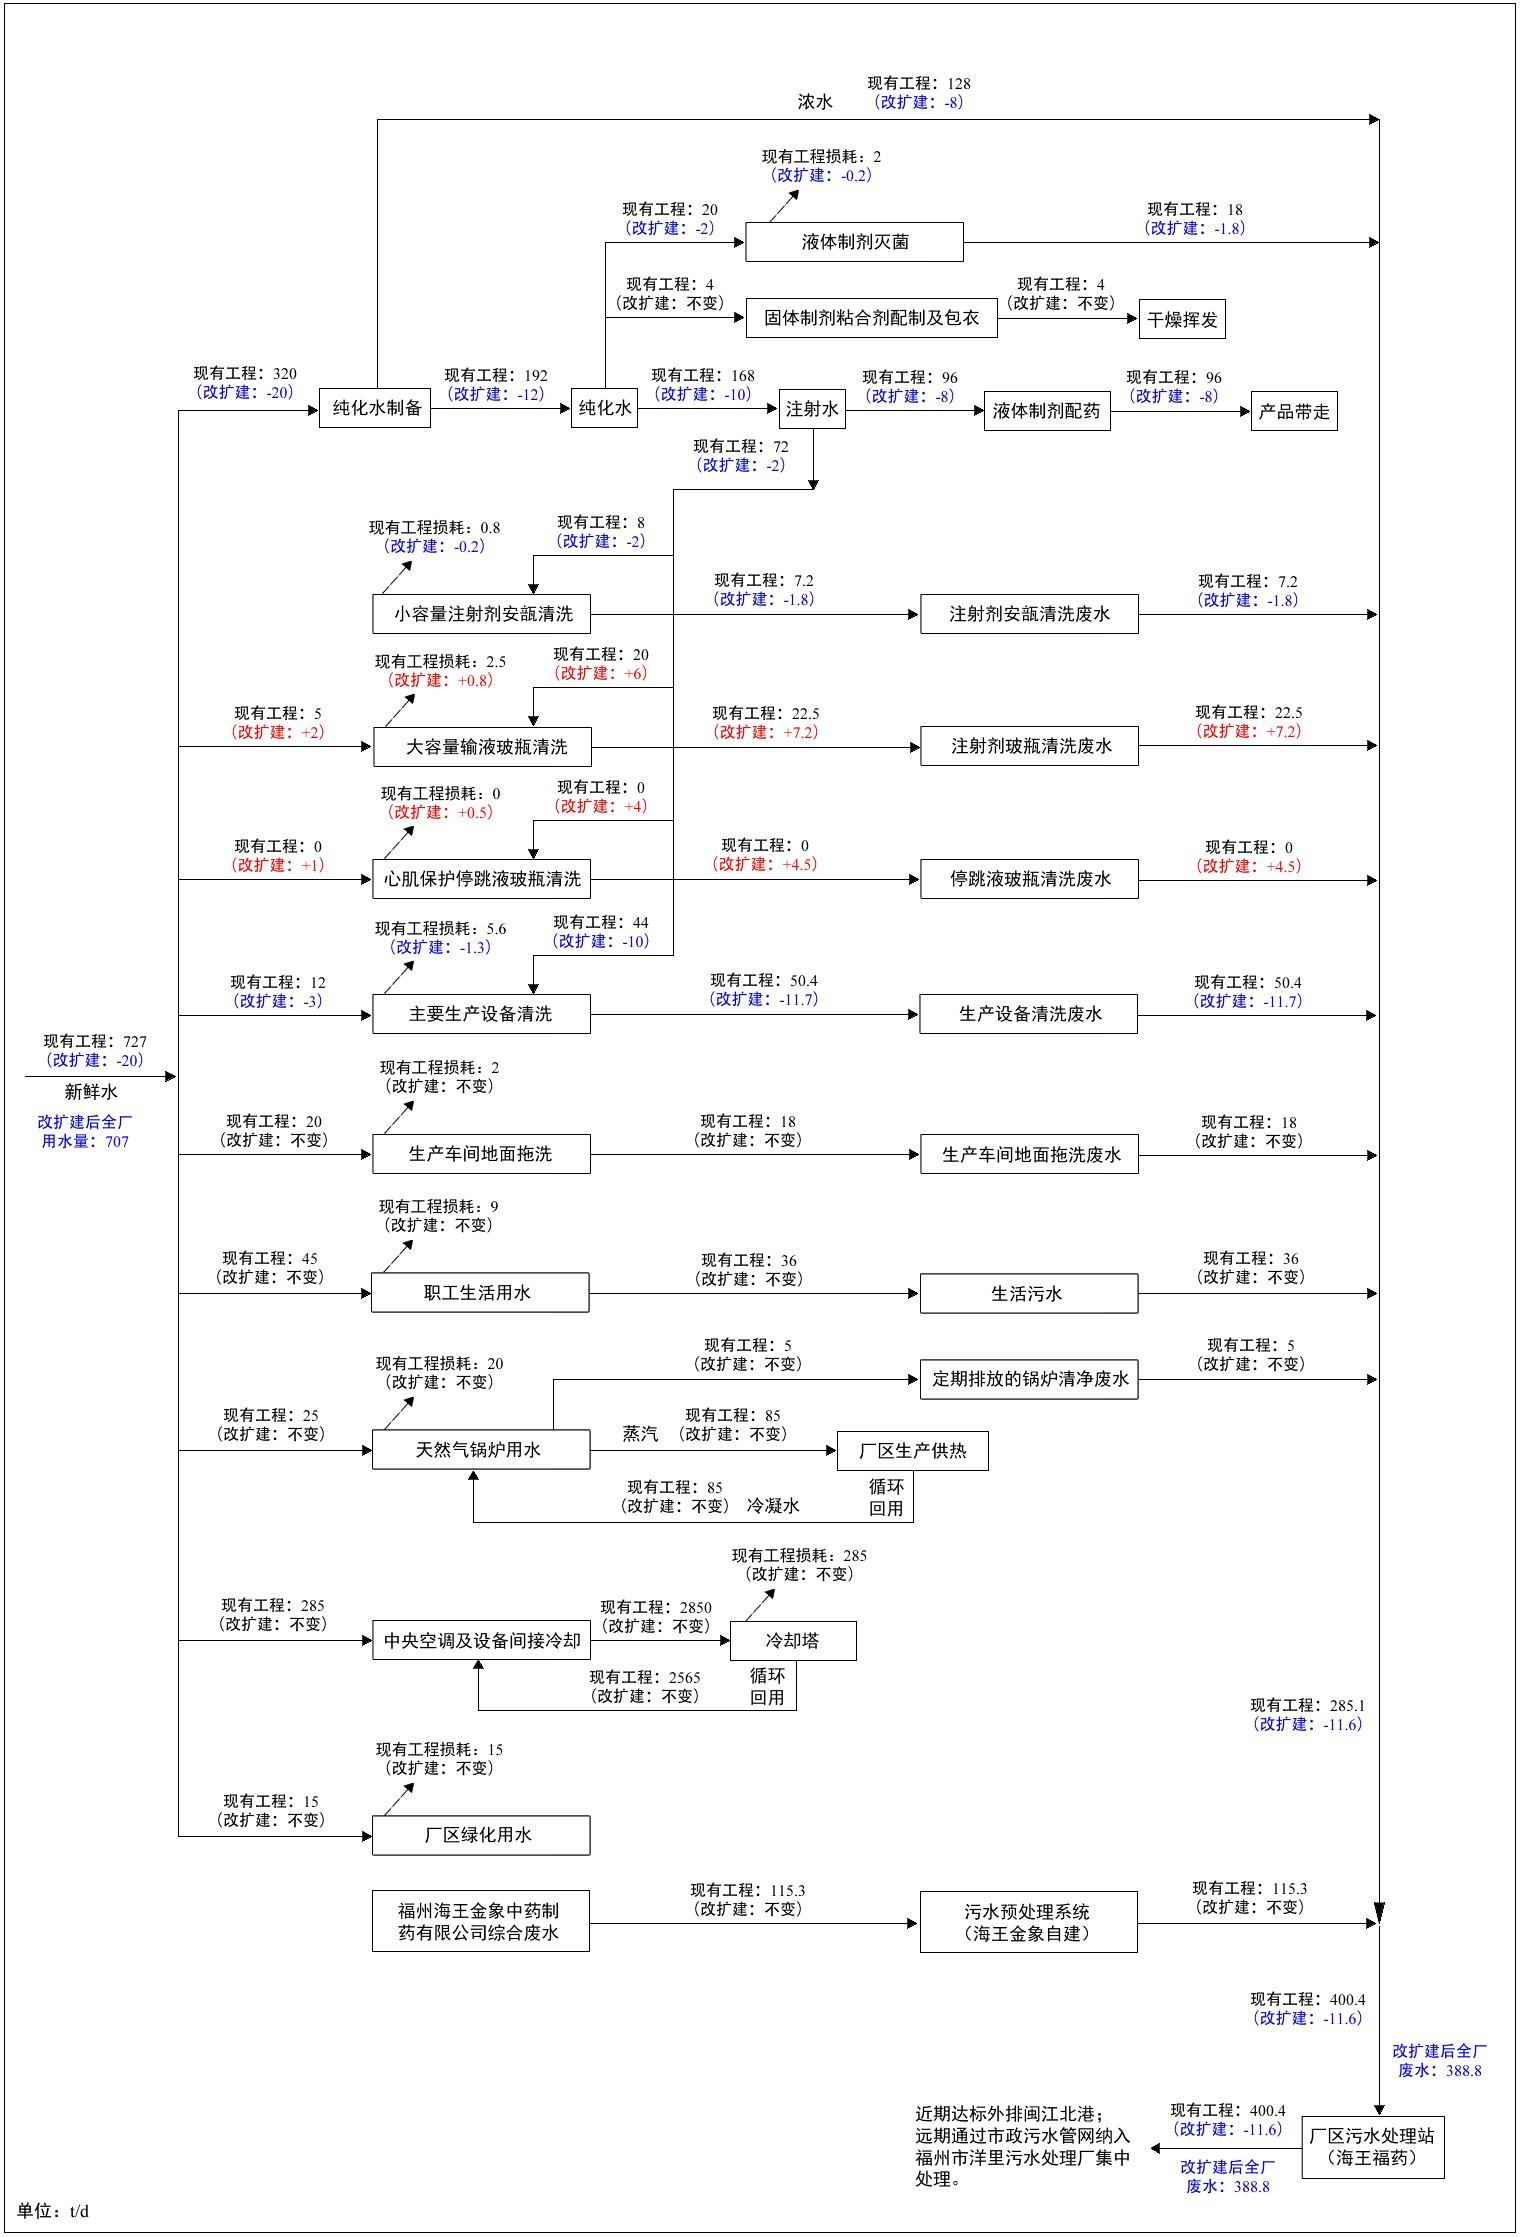 现有工程：128
浓水
（改扩建：-8）
现有工程损耗：2
（改扩建：-0.2）
现有工程：20
（改扩建：-2）
液体制剂灭菌
现有工程：18
（改扩建：-1.8）
现有工程：4
（改扩建：不变）
固体制剂粘合剂配制及包衣
现有工程：4
（改扩建：不变）
干燥挥发
现有工程：320
（改扩建：-20）
纯化水制备
现有工程：192
（改扩建：-12）
纯化水
现有工程：168
（改扩建：-10）
注射水
现有工程：96
（改扩建：-8）
液体制剂配药
现有工程：96
（改扩建：-8）
产品带走
现有工程：72
（改扩建：-2）
现有工程损耗：0.8
（改扩建：-0.2）
现有工程：8
（改扩建：-2）
小容量注射剂安瓿清洗
现有工程：7.2
（改扩建：-1.8）
注射剂安瓿清洗废水
现有工程：7.2
（改扩建：-1.8）
现有工程损耗：2.5
（改扩建：+0.8）
现有工程：20
（改扩建：+6）
现有工程：5
（改扩建：+2）
大容量输液玻瓶清洗
现有工程：22.5
（改扩建：+7.2）
注射剂玻瓶清洗废水
现有工程：22.5
（改扩建：+7.2）
现有工程损耗：0
（改扩建：+0.5）
现有工程：0
（改扩建：+4）
现有工程：0
（改扩建：+1）
心肌保护停跳液玻瓶清洗
现有工程：0
（改扩建：+4.5）
停跳液玻瓶清洗废水
现有工程：0
（改扩建：+4.5）
现有工程损耗：5.6
（改扩建：-1.3）
现有工程：44
（改扩建：-10）
现有工程：12
（改扩建：-3）
主要生产设备清洗
现有工程：50.4
（改扩建：-11.7）
生产设备清洗废水
现有工程：50.4
（改扩建：-11.7）
现有工程：727
（改扩建：-20）
新鲜水
改扩建后全厂
用水量：707
现有工程损耗：2
（改扩建：不变）
现有工程：20
（改扩建：不变）
生产车间地面拖洗
现有工程：18
（改扩建：不变）
生产车间地面拖洗废水
现有工程：18
（改扩建：不变）
现有工程损耗：9
（改扩建：不变）
现有工程：45
（改扩建：不变）
职工生活用水
现有工程：36
（改扩建：不变）
生活污水
现有工程：36
（改扩建：不变）
现有工程损耗：20
（改扩建：不变）
现有工程：5
（改扩建：不变）
定期排放的锅炉清净废水
现有工程：5
（改扩建：不变）
现有工程：25
（改扩建：不变）
天然气锅炉用水
现有工程：85
蒸汽 （改扩建：不变）
厂区生产供热
现有工程：85
（改扩建：不变） 冷凝水
循环
回用
现有工程损耗：285
（改扩建：不变）
现有工程：285
（改扩建：不变）
中央空调及设备间接冷却
现有工程：2850
（改扩建：不变）
冷却塔
现有工程：2565
（改扩建：不变）
循环
回用
现有工程：285.1
（改扩建：-11.6）
现有工程损耗：15
（改扩建：不变）
现有工程：15
（改扩建：不变）
厂区绿化用水
福州海王金象中药制
药有限公司综合废水
现有工程：115.3
（改扩建：不变）
污水预处理系统
（海王金象自建）
现有工程：115.3
（改扩建：不变）
现有工程：400.4
（改扩建：-11.6）
改扩建后全厂
废水：388.8
近期达标外排闽江北港；
远期通过市政污水管网纳入
福州市洋里污水处理厂集中
处理。
现有工程：400.4
（改扩建：-11.6）
改扩建后全厂
废水：388.8
厂区污水处理站
（海王福药）
单位：t/d